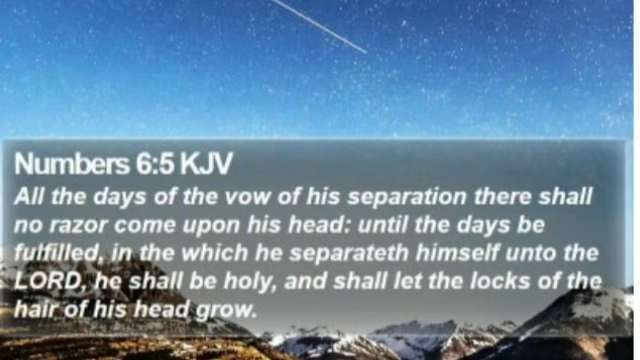 Numbers 6:5 KJV
All the days of the vow of his separation there shall
no razor come upon his head: until the days be
fulfilled, in the which he separateth himself unto the
LORD, he shall be holy, and shall let the locks of the
hair of his head grow.